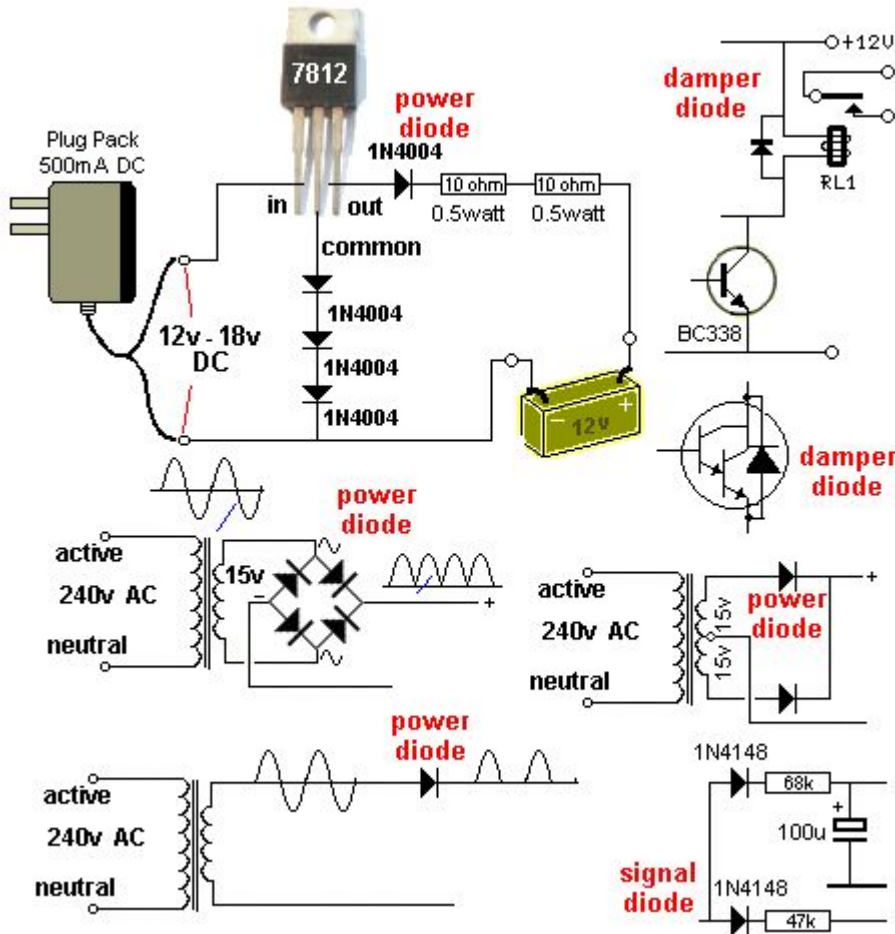 7812
power
diode
1N4004
Plug Pack
500mA DC
in
out
10 ohm
10 ohm
0.5watt
0.5watt
common
1N4004
1N4004
1N4004
12v - 18v
DC
12V
-
+
damper
diode
+12V
RL1
BC338
damper
diode
active
240v AC
neutral
15v
-
power
diode
+
active
240v AC
neutral
15v
15v
power
diode
+
active
240v AC
neutral
power
diode
1N4148
68k
+
100u
signal
diode
1N4148
47k